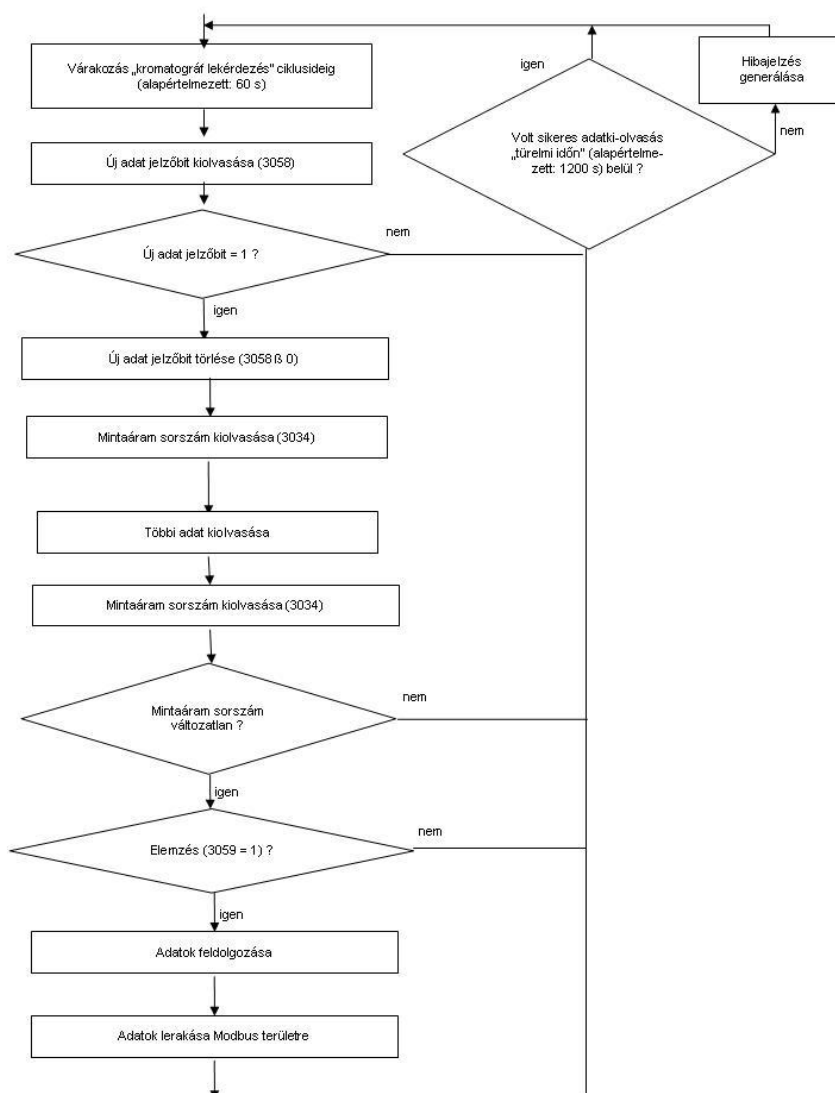 Várakozás „kromatográf lekérdezés” ciklusideig
(alapértelmezett: 60 s)
Új adat jelzőbit kiolvasása (3058)
Új adat jelzőbit = 1 ?
nem
igen
Új adat jelzőbit törlése (3058 ß 0)
Mintaáram sorszám kiolvasása (3034)
Többi adat kiolvasása
Mintaáram sorszám kiolvasása (3034)
Mintaáram sorszám
változatlan ?
nem
igen
Elemzés (3059 = 1) ?
nem
igen
Adatok feldolgozása
Adatok lerakása Modbus területre
igen
Volt sikeres adatki-olvasás
„türelmi időn” (alapértelme-
zett: 1200 s) belül ?
nem
Hibajelzés
generálása